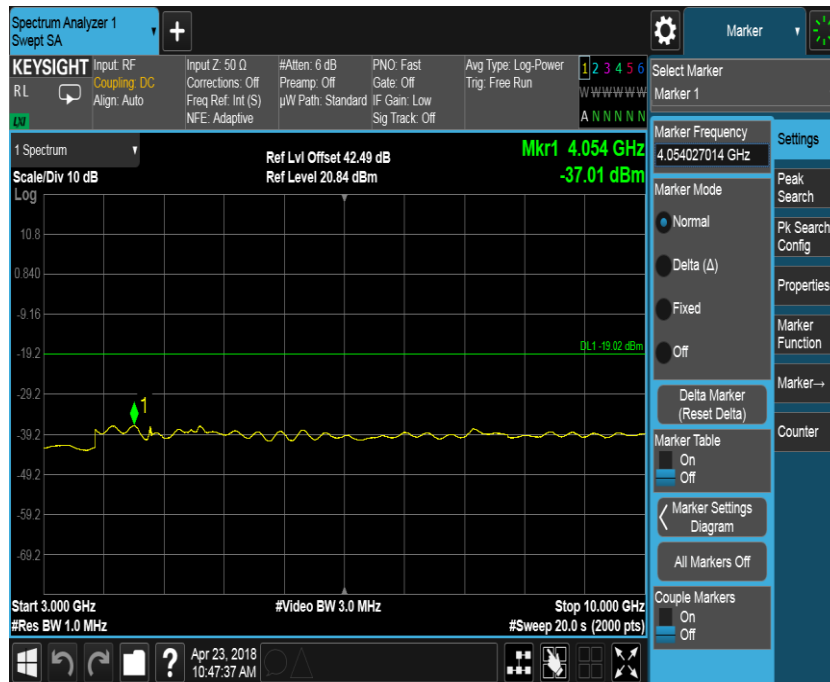 Spectrum Analyzer 1
Swept SA
+
Marker
KEYSIGHT
RL
LXI
Input: RF
Coupling: DC
Align: Auto
Input Z: 50 Ω
Corrections: Off
Freq Ref: Int (S)
NFE: Adaptive
#Atten: 6 dB
Preamp: Off
µW Path: Standard
PNO: Fast
Gate: Off
IF Gain: Low
Sig Track: Off
Avg Type: Log-Power
Trig: Free Run
1 2 3 4 5 6
W W W W W W
A N N N N N
Select Marker
Marker 1
1 Spectrum
Scale/Div 10 dB
Ref Lvl Offset 42.49 dB
Ref Level 20.84 dBm
Mkr1 4.054 GHz
-37.01 dBm
Log
10.8
0.840
-9.16
-19.2
-29.2
-39.2
-49.2
-59.2
-69.2
DL1 -19.02 dBm
1
Start 3.000 GHz
#Res BW 1.0 MHz
#Video BW 3.0 MHz
Stop 10.000 GHz
#Sweep 20.0 s (2000 pts)
Marker Frequency
4.054027014 GHz
Marker Mode
Normal
Delta (Δ)
Fixed
Off
Delta Marker
(Reset Delta)
Marker Table
On
Off
Marker Settings
Diagram
All Markers Off
Couple Markers
On
Off
Settings
Peak
Search
Pk Search
Config
Properties
Marker
Function
Marker→
Counter
?
Apr 23, 2018
10:47:37 AM